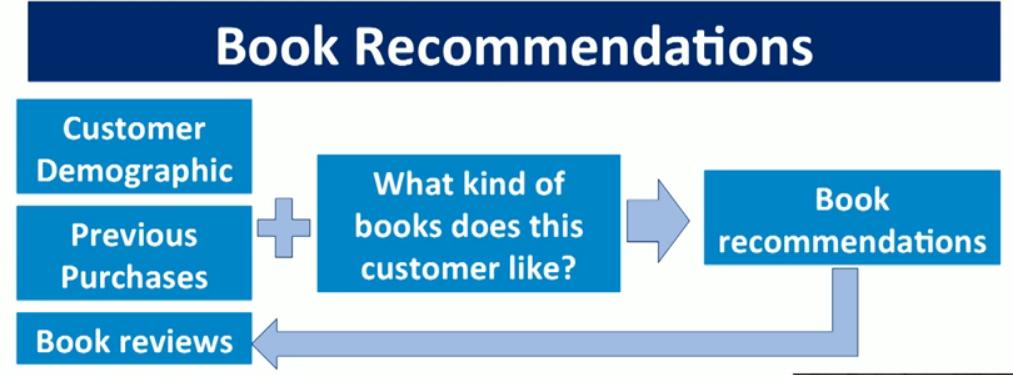 Book Recommendations
Customer
Demographic
Previous
Purchases
Book reviews
What kind of
books does this
customer like?
Book
recommendations